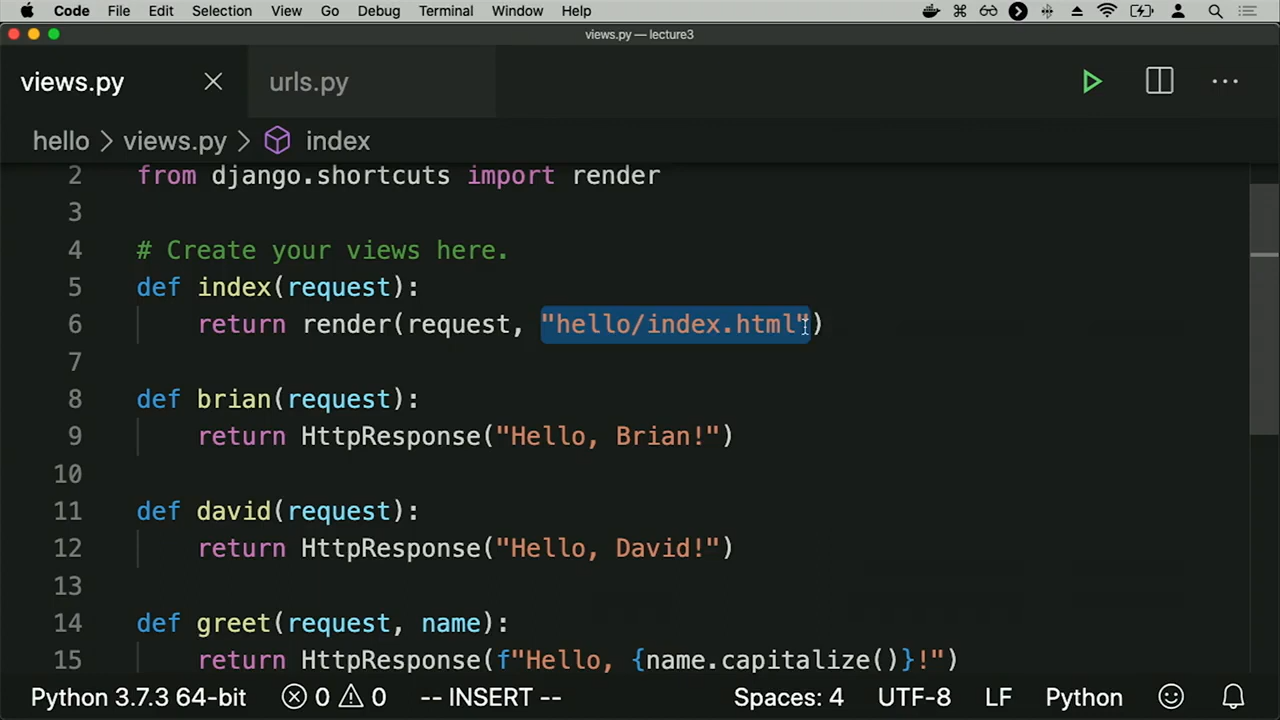 Code File Edit Selection View Go Debug Terminal Window Help
views.py — lecture3
views.py urls.py
hello > views.py > index
2 from django.shortcuts import render
3
4 # Create your views here.
5 def index(request):
6 return render(request, "hello/index.html")
7
8 def brian(request):
9 return HttpResponse("Hello, Brian!")
10
11 def david(request):
12 return HttpResponse("Hello, David!")
13
14 def greet(request, name):
15 return HttpResponse(f"Hello, {name.capitalize()}!")
Python 3.7.3 64-bit 0 0 -- INSERT -- Spaces: 4 UTF-8 LF Python